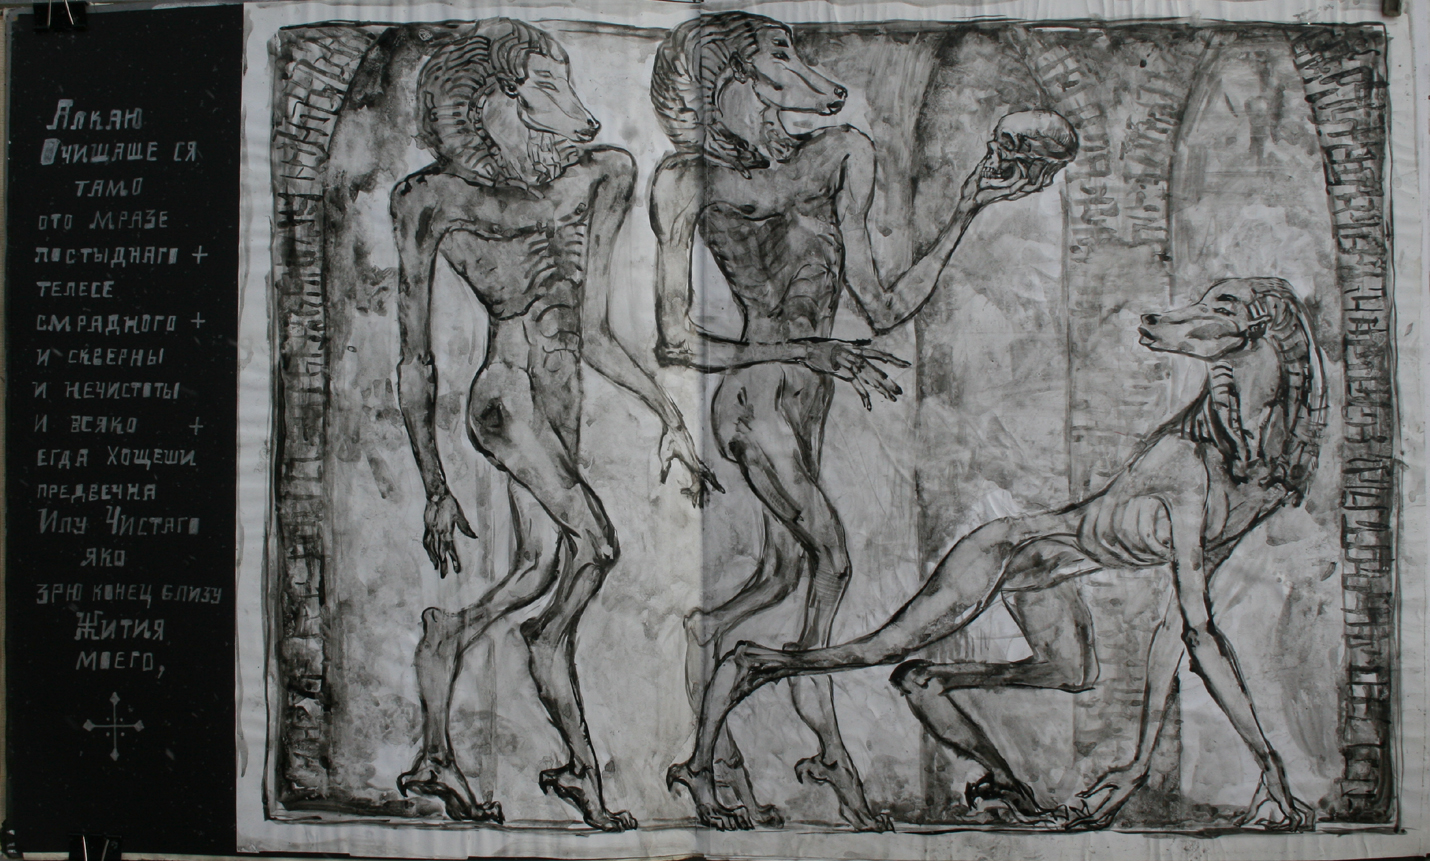 Алкаю
Очищаше ся
тамо
ото мразе
постыднаго +
телесе
смрадного +
и скверны
и нечистоты
и всяко +
егда хощеши
предвечна
Илу Чистаго
яко
зрю конец близу
Жития
моего,